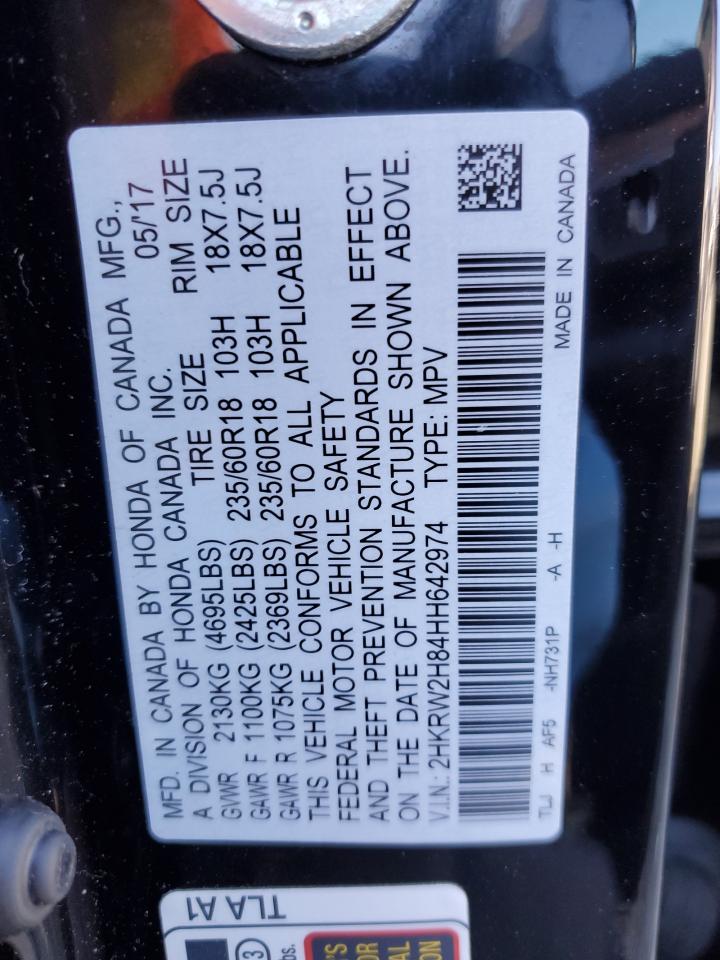 MFD. IN CANADA BY HONDA OF CANADA MFG.,
A DIVISION OF HONDA CANADA INC. 05/'17
GVWR 2130KG (4695LBS) TIRE SIZE RIM SIZE
GAWR F 1100KG (2425LBS) 235/60R18 103H 18X7.5J
GAWR R 1075KG (2369LBS) 235/60R18 103H 18X7.5J
THIS VEHICLE CONFORMS TO ALL APPLICABLE
FEDERAL MOTOR VEHICLE SAFETY
AND THEFT PREVENTION STANDARDS IN EFFECT
ON THE DATE OF MANUFACTURE SHOWN ABOVE.
V.I.N.: 2HKRW2H84HH642974 TYPE: MPV
TLJ H AF5 -NH731P -A -H MADE IN CANADA
TLA A1